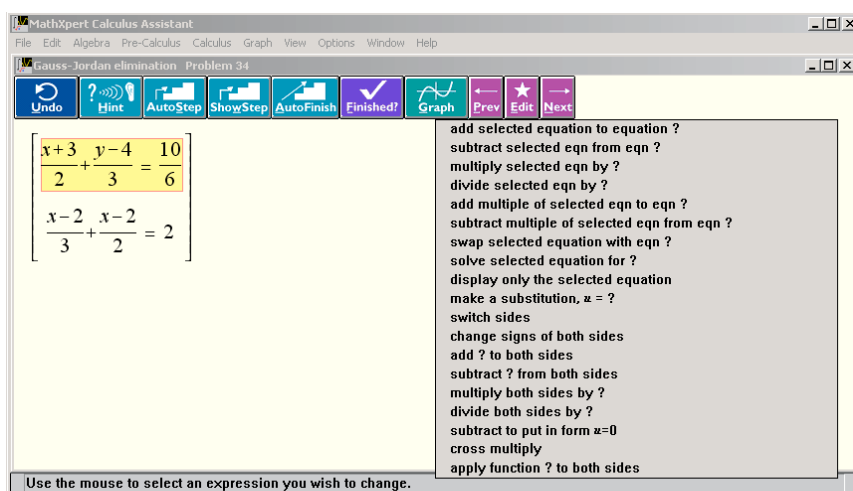 MathXpert Calculus Assistant
File Edit Algebra Pre-Calculus Calculus Graph View Options Window Help
Gauss-Jordan elimination Problem 34
Undo ? Hint AutoStep ShowStep AutoFinish Finished? Graph Prev Edit Next
x+3/2 + y−4/3 = 10/6
x−2/3 + x−2/2 = 2
add selected equation to equation ?
subtract selected eqn from eqn ?
multiply selected eqn by ?
divide selected eqn by ?
add multiple of selected eqn to eqn ?
subtract multiple of selected eqn from eqn ?
swap selected equation with eqn ?
solve selected equation for ?
display only the selected equation
make a substitution, u = ?
switch sides
change signs of both sides
add ? to both sides
subtract ? from both sides
multiply both sides by ?
divide both sides by ?
subtract to put in form u=0
cross multiply
apply function ? to both sides
Use the mouse to select an expression you wish to change.